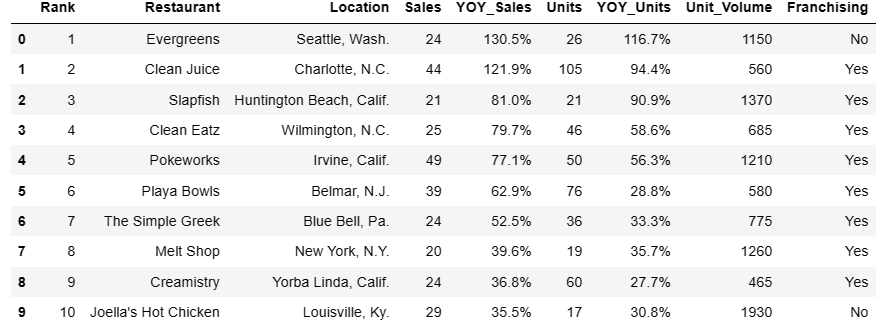 Rank Restaurant Location Sales YOY_Sales Units YOY_Units Unit_Volume Franchising
0 1 Evergreens Seattle, Wash. 24 130.5% 26 116.7% 1150 No
1 2 Clean Juice Charlotte, N.C. 44 121.9% 105 94.4% 560 Yes
2 3 Slapfish Huntington Beach, Calif. 21 81.0% 21 90.9% 1370 Yes
3 4 Clean Eatz Wilmington, N.C. 25 79.7% 46 58.6% 685 Yes
4 5 Pokeworks Irvine, Calif. 49 77.1% 50 56.3% 1210 Yes
5 6 Playa Bowls Belmar, N.J. 39 62.9% 76 28.8% 580 Yes
6 7 The Simple Greek Blue Bell, Pa. 24 52.5% 36 33.3% 775 Yes
7 8 Melt Shop New York, N.Y. 20 39.6% 19 35.7% 1260 Yes
8 9 Creamistry Yorba Linda, Calif. 24 36.8% 60 27.7% 465 Yes
9 10 Joella's Hot Chicken Louisville, Ky. 29 35.5% 17 30.8% 1930 No